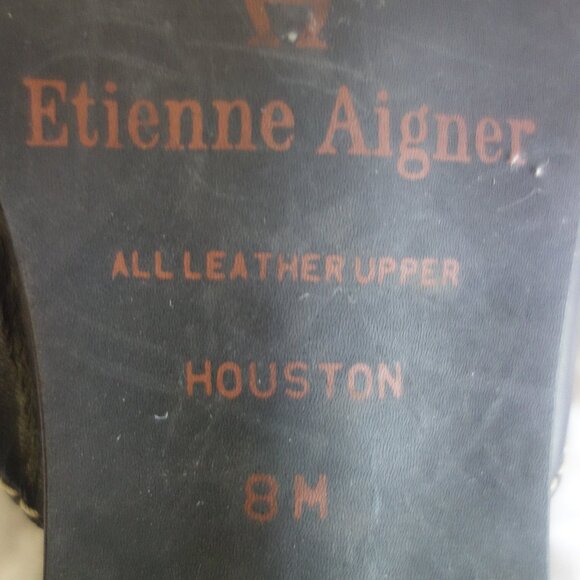 Etienne Aigner
ALL LEATHER UPPER
HOUSTON
8 M